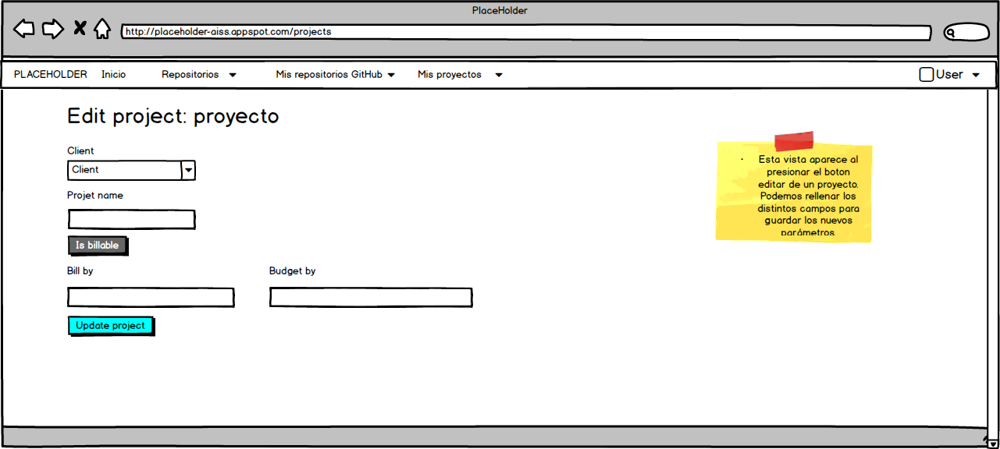 PlaceHolder
http://placeholder-aiss.appspot.com/projects
PLACEHOLDER Inicio Repositorios Mis repositorios GitHub Mis proyectos User
Edit project: proyecto
Client
Client
Projet name
Is billable
Bill by Budget by
Update project
· Esta vista aparece al
presionar el boton
editar de un proyecto.
Podemos rellenar los
distintos campos para
guardar los nuevos
parámetros.